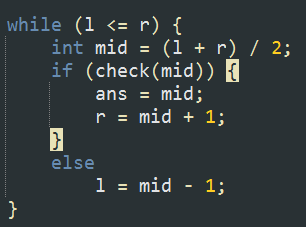 while (l <= r) {
    int mid = (l + r) / 2;
    if (check(mid)) {
        ans = mid;
        r = mid + 1;
    }
    else
        l = mid - 1;
}